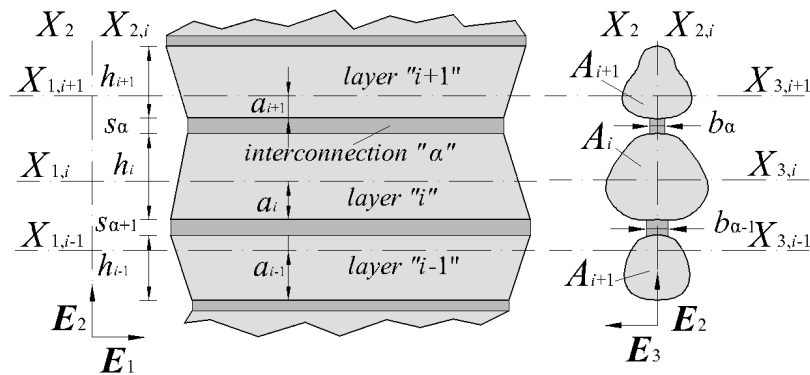 X2 X2,i X2 X2,i
hi+1 layer "i+1" Ai+1
X1,i+1 ai+1 X3,i+1
sα bα
interconnection "α"
X1,i hi Ai X3,i
ai layer "i"
sα+1 bα-1
X1,i-1 X3,i-1
hi-1 ai-1 layer "i-1" Ai+1
E2 E2
E1 E3